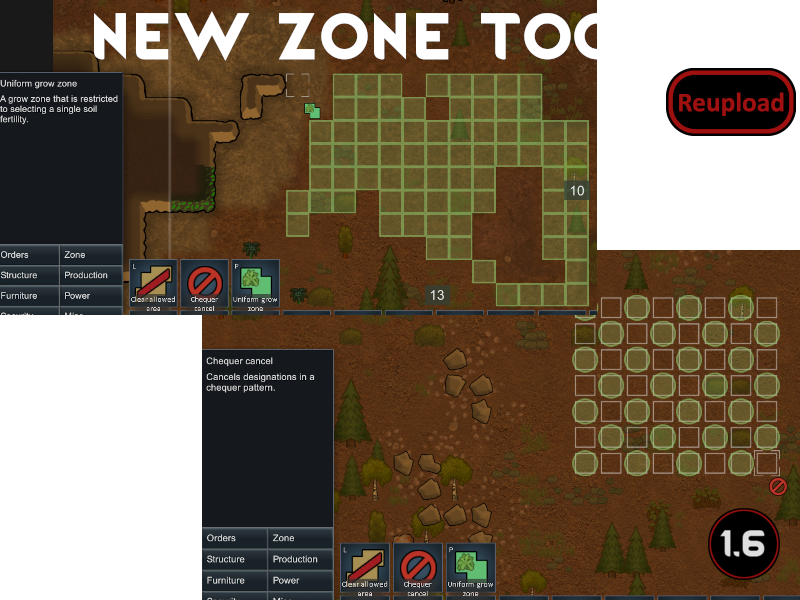 NEW ZONE TOO
Reupload
Uniform grow zone
A grow zone that is restricted
to selecting a single soil
fertility.
10
13
Orders Zone
Structure Production
Furniture Power
L
Clear allowed
area
Chequer
cancel
P
Uniform grow
zone
Chequer cancel
Cancels designations in a
chequer pattern.
Orders Zone
Structure Production
Furniture Power
L
Clear allowed
area
Chequer
cancel
P
Uniform grow
zone
1.6